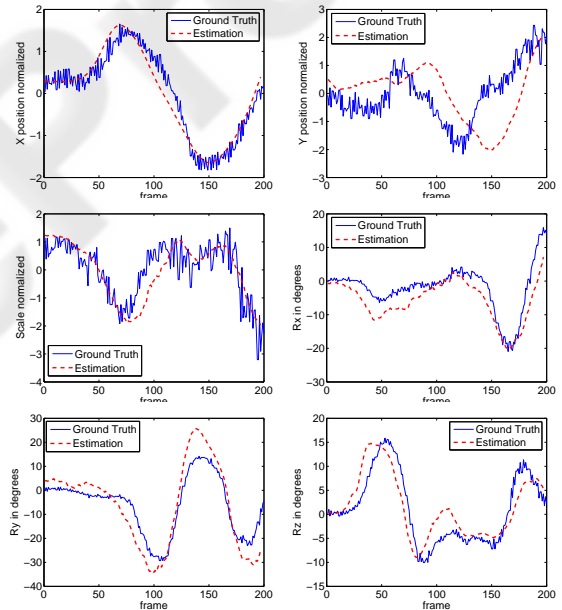 2
1
0
−1
−2
0 50 100 150 200
frame
X position normalized
Ground Truth
Estimation
3
2
1
0
−1
−2
−3
0 50 100 150 200
frame
Y position normalized
Ground Truth
Estimation
2
1
0
−1
−2
−3
−4
0 50 100 150 200
frame
Scale normalized
Ground Truth
Estimation
20
10
0
−10
−20
−30
0 50 100 150 200
frame
Rx in degrees
Ground Truth
Estimation
30
20
10
0
−10
−20
−30
−40
0 50 100 150 200
frame
Ry in degrees
Ground Truth
Estimation
20
15
10
5
0
−5
−10
−15
0 50 100 150 200
frame
Rz in degrees
Ground Truth
Estimation